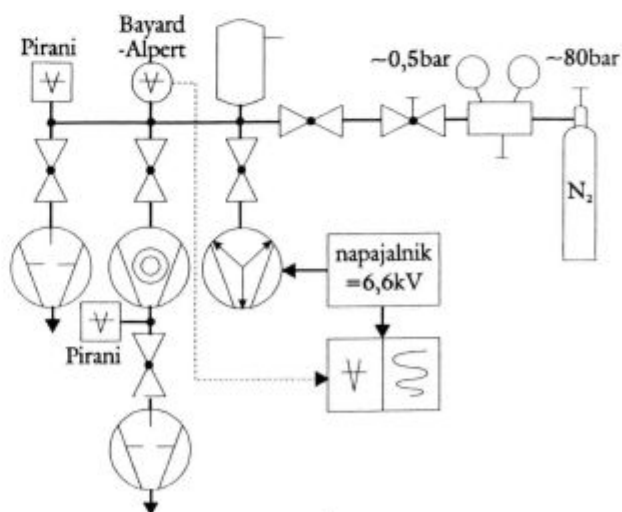 Pirani
Bayard
-Alpert
~0,5bar
~80bar
N₂
napajalnik
=6,6kV
Pirani